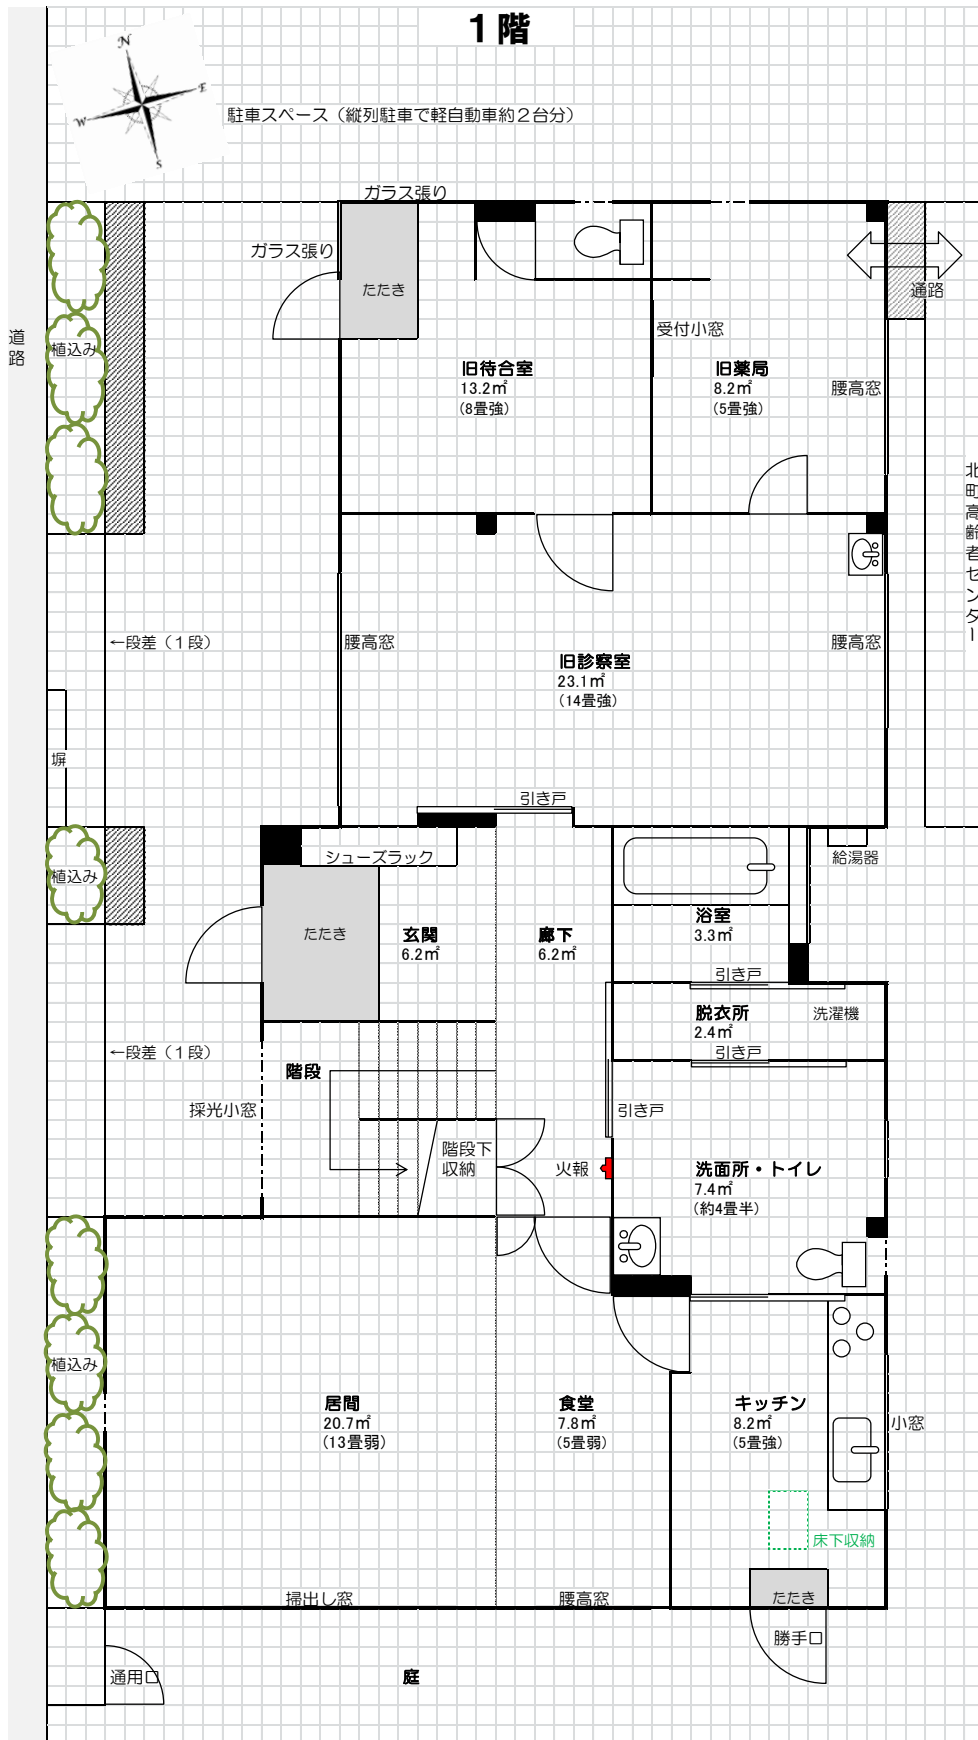 1階
N
E
W
S
駐車スペース（縦列駐車で軽自動車約２台分）
ガラス張り
ガラス張り
たたき
通路
道路
植込み
受付小窓
旧待合室
13.2㎡
（8畳強）
旧薬局
8.2㎡
（5畳強）
腰高窓
北町高齢者センター
←段差（１段）
腰高窓
腰高窓
旧診察室
23.1㎡
（14畳強）
塀
引き戸
シューズラック
給湯器
植込み
たたき
玄関
6.2㎡
廊下
6.2㎡
浴室
3.3㎡
引き戸
脱衣所
2.4㎡
洗濯機
引き戸
←段差（１段）
階段
採光小窓
引き戸
階段下
収納
火報
洗面所・トイレ
7.4㎡
（約4畳半）
植込み
居間
20.7㎡
（13畳弱）
食堂
7.8㎡
（5畳弱）
キッチン
8.2㎡
（5畳強）
小窓
床下収納
掃出し窓
腰高窓
たたき
勝手口
通用口
庭